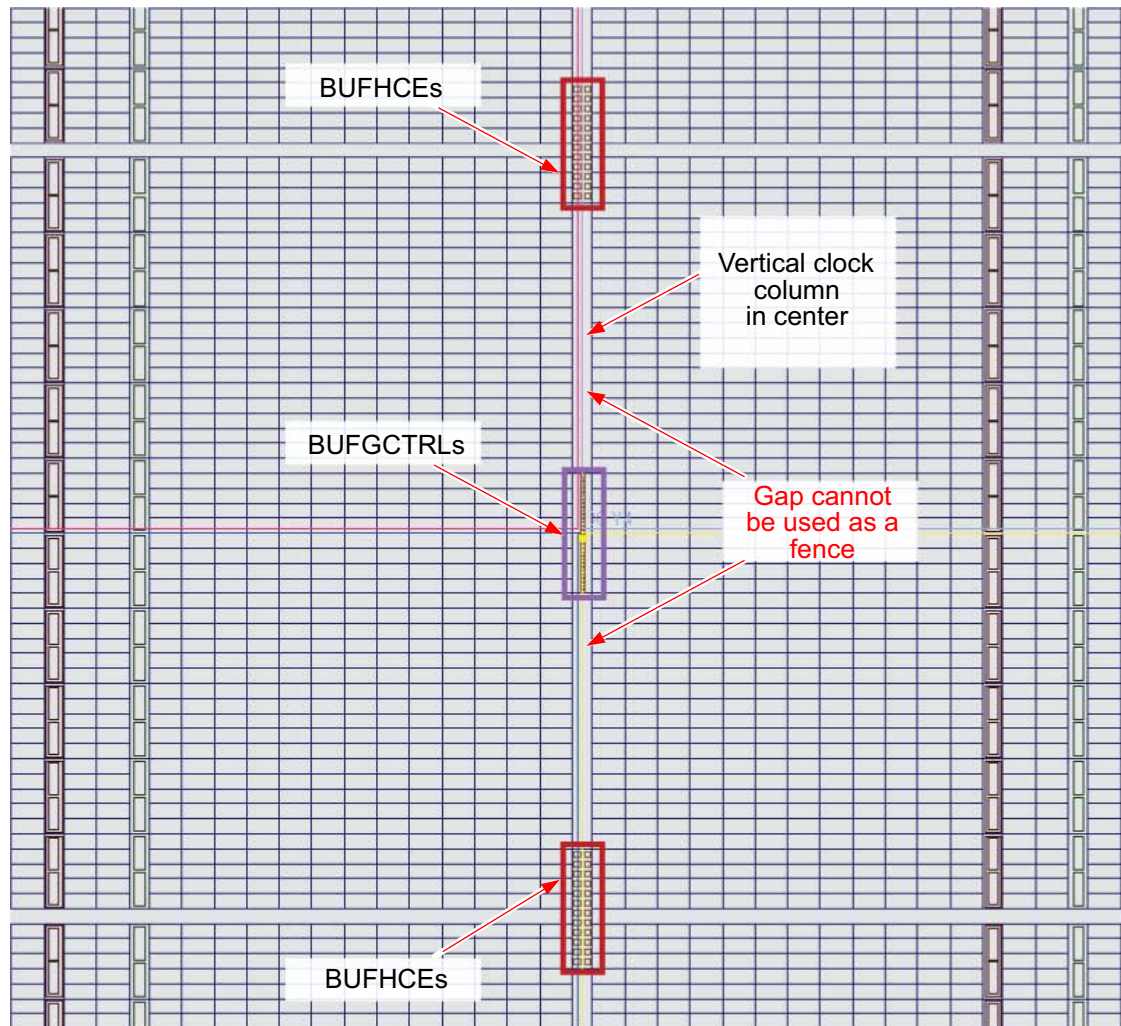 BUFHCEs
Vertical clock
column
in center
BUFGCTRLs
Gap cannot
be used as a
fence
BUFHCEs